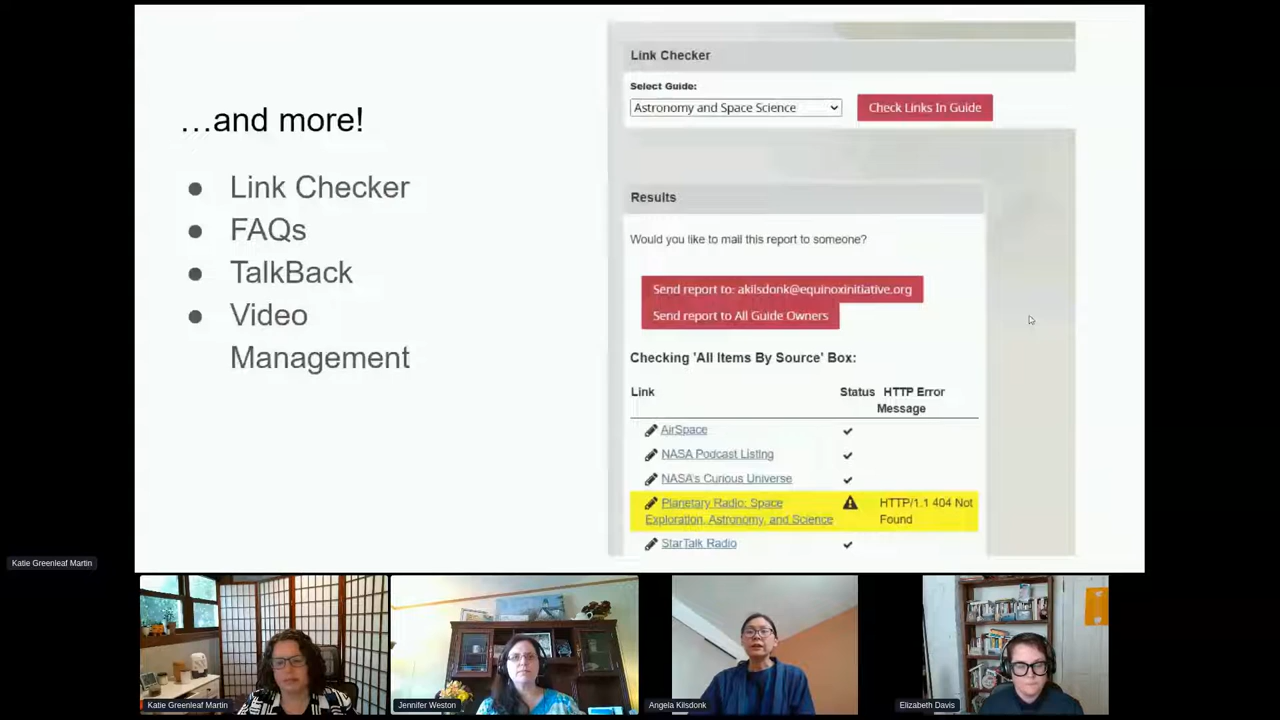 …and more!
● Link Checker
● FAQs
● TalkBack
● Video
Management
Link Checker
Select Guide:
Astronomy and Space Science
Check Links In Guide
Results
Would you like to mail this report to someone?
Send report to: akilsdonk@equinoxinitiative.org
Send report to All Guide Owners
Checking 'All Items By Source' Box:
Link Status HTTP Error
Message
AirSpace
NASA Podcast Listing
NASA's Curious Universe
Planetary Radio: Space HTTP/1.1 404 Not
Exploration, Astronomy, and Science Found
StarTalk Radio
Katie Greenleaf Martin
Katie Greenleaf Martin
Jennifer Weston
Angela Kilsdonk
Elizabeth Davis